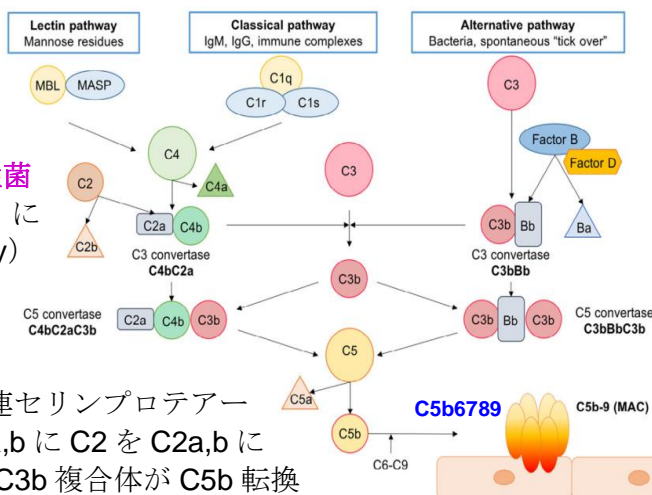 Lectin pathway
Mannose residues
Classical pathway
IgM, IgG, immune complexes
Alternative pathway
Bacteria, spontaneous "tick over"
MBL
MASP
C1q
C1r
C1s
C3
Factor B
Factor D
C4
C4a
C3
C2
菌
に
y）
C2b
C2a
C4b
C3 convertase
C4bC2a
C3b
Bb
Ba
C3 convertase
C3bBb
C3b
C5 convertase
C4bC2aC3b
C2a
C4b
C3b
C3b
Bb
C3b
C5 convertase
C3bBbC3b
C5
C5a
C5b
C6-C9
C5b6789
C5b-9 (MAC)
連セリンプロテアー
,b に C2 を C2a,b に
C3b 複合体が C5b 転換